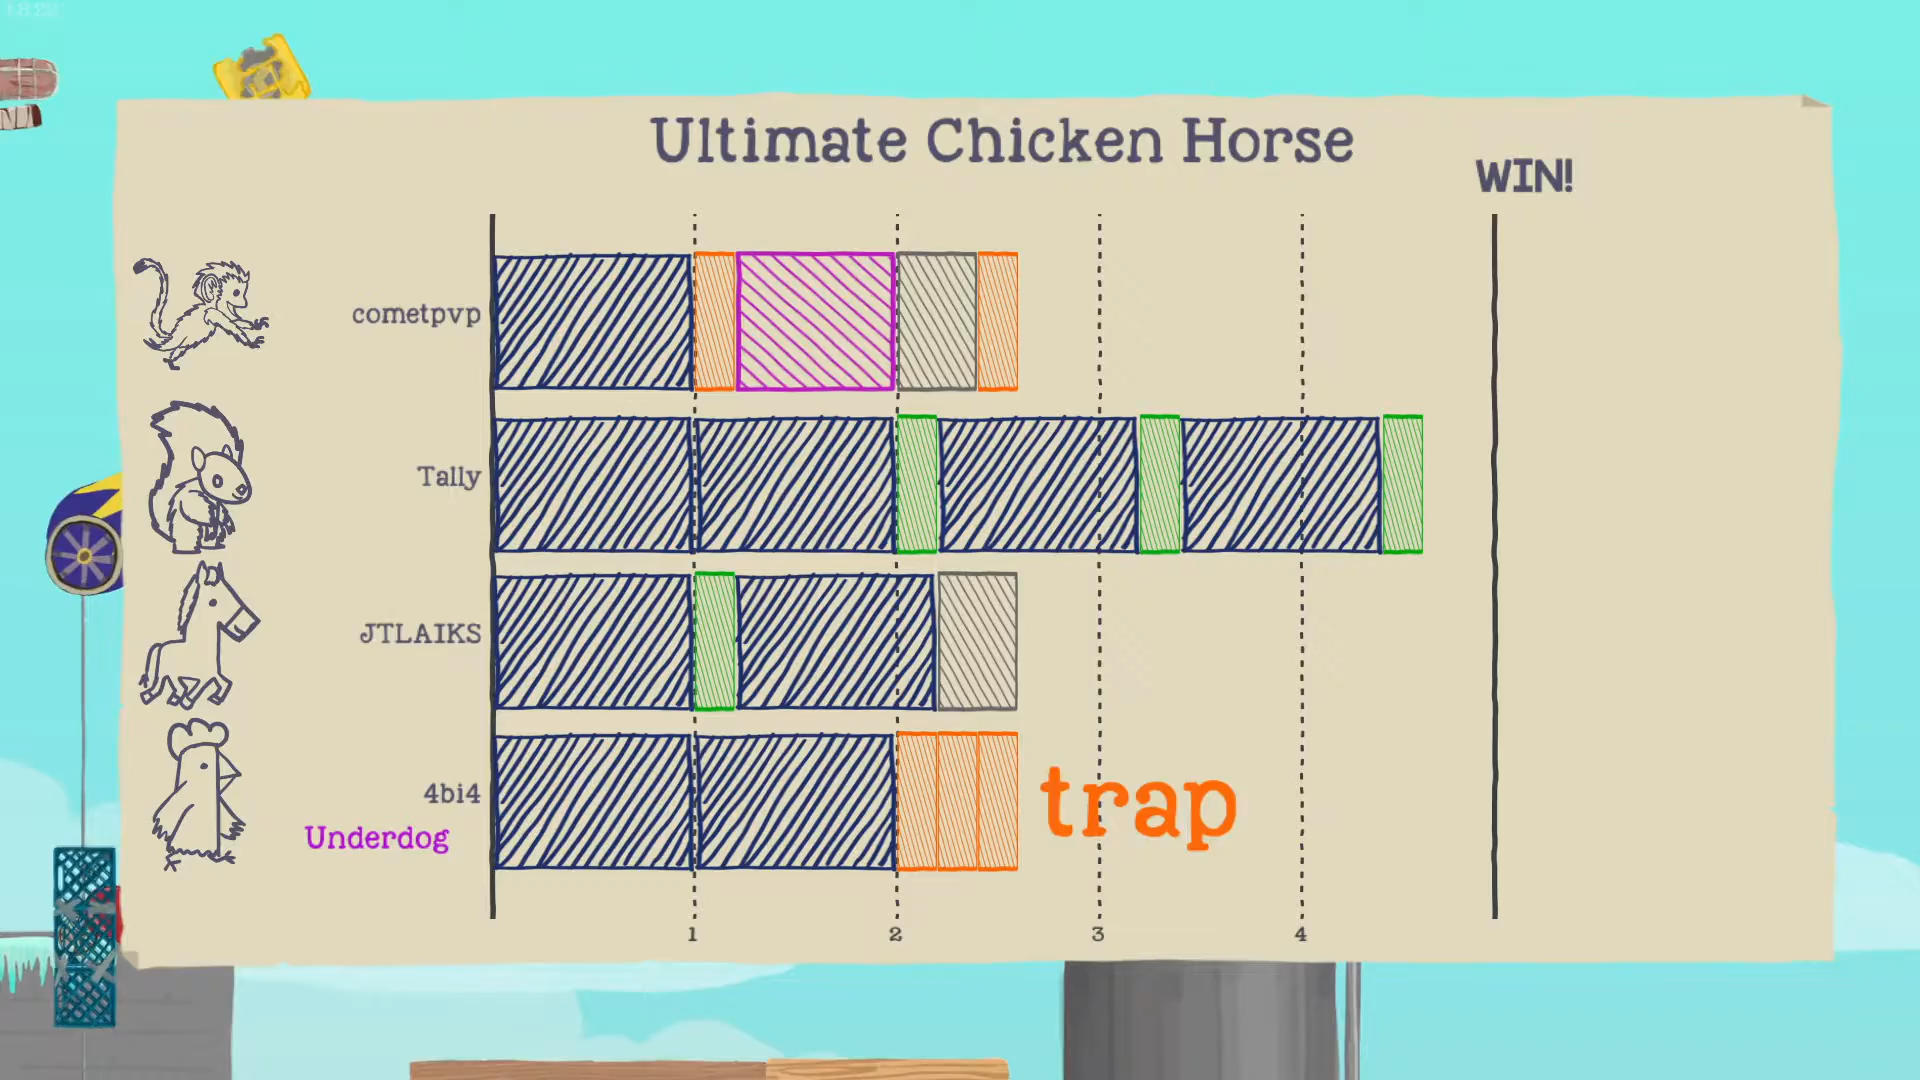 Ultimate Chicken Horse
WIN!
cometpvp
Tally
JTLAIKS
4bi4
Underdog
trap
1 2 3 4